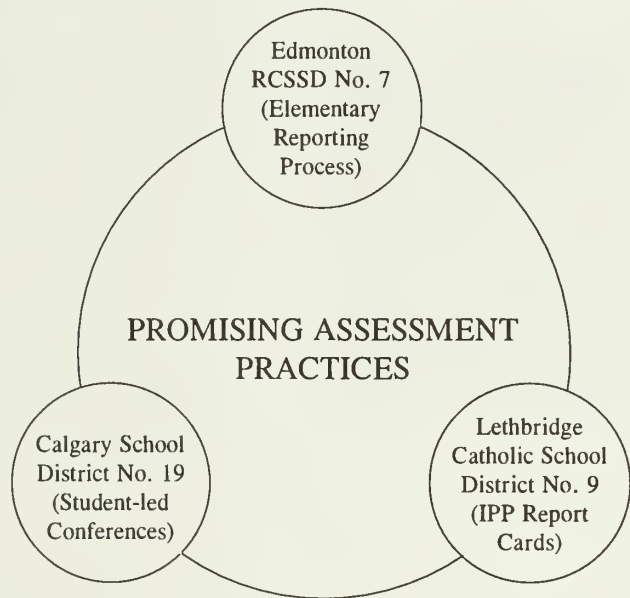 Edmonton
RCSSD No. 7
(Elementary
Reporting
Process)
PROMISING ASSESSMENT
PRACTICES
Calgary School
District No. 19
(Student-led
Conferences)
Lethbridge
Catholic School
District No. 9
(IPP Report
Cards)